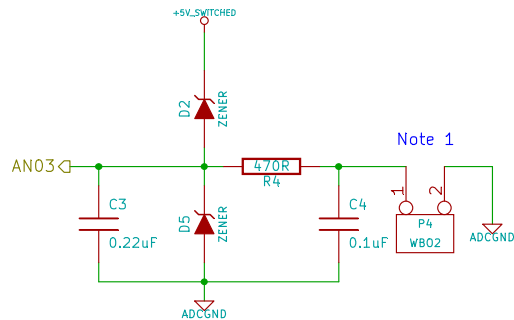 +5V_SWITCHED
D2
ZENER
Note 1
AN03
470R
R4
1
2
C3
0.22uF
D5
ZENER
C4
0.1uF
P4
WBO2
ADCGND
ADCGND